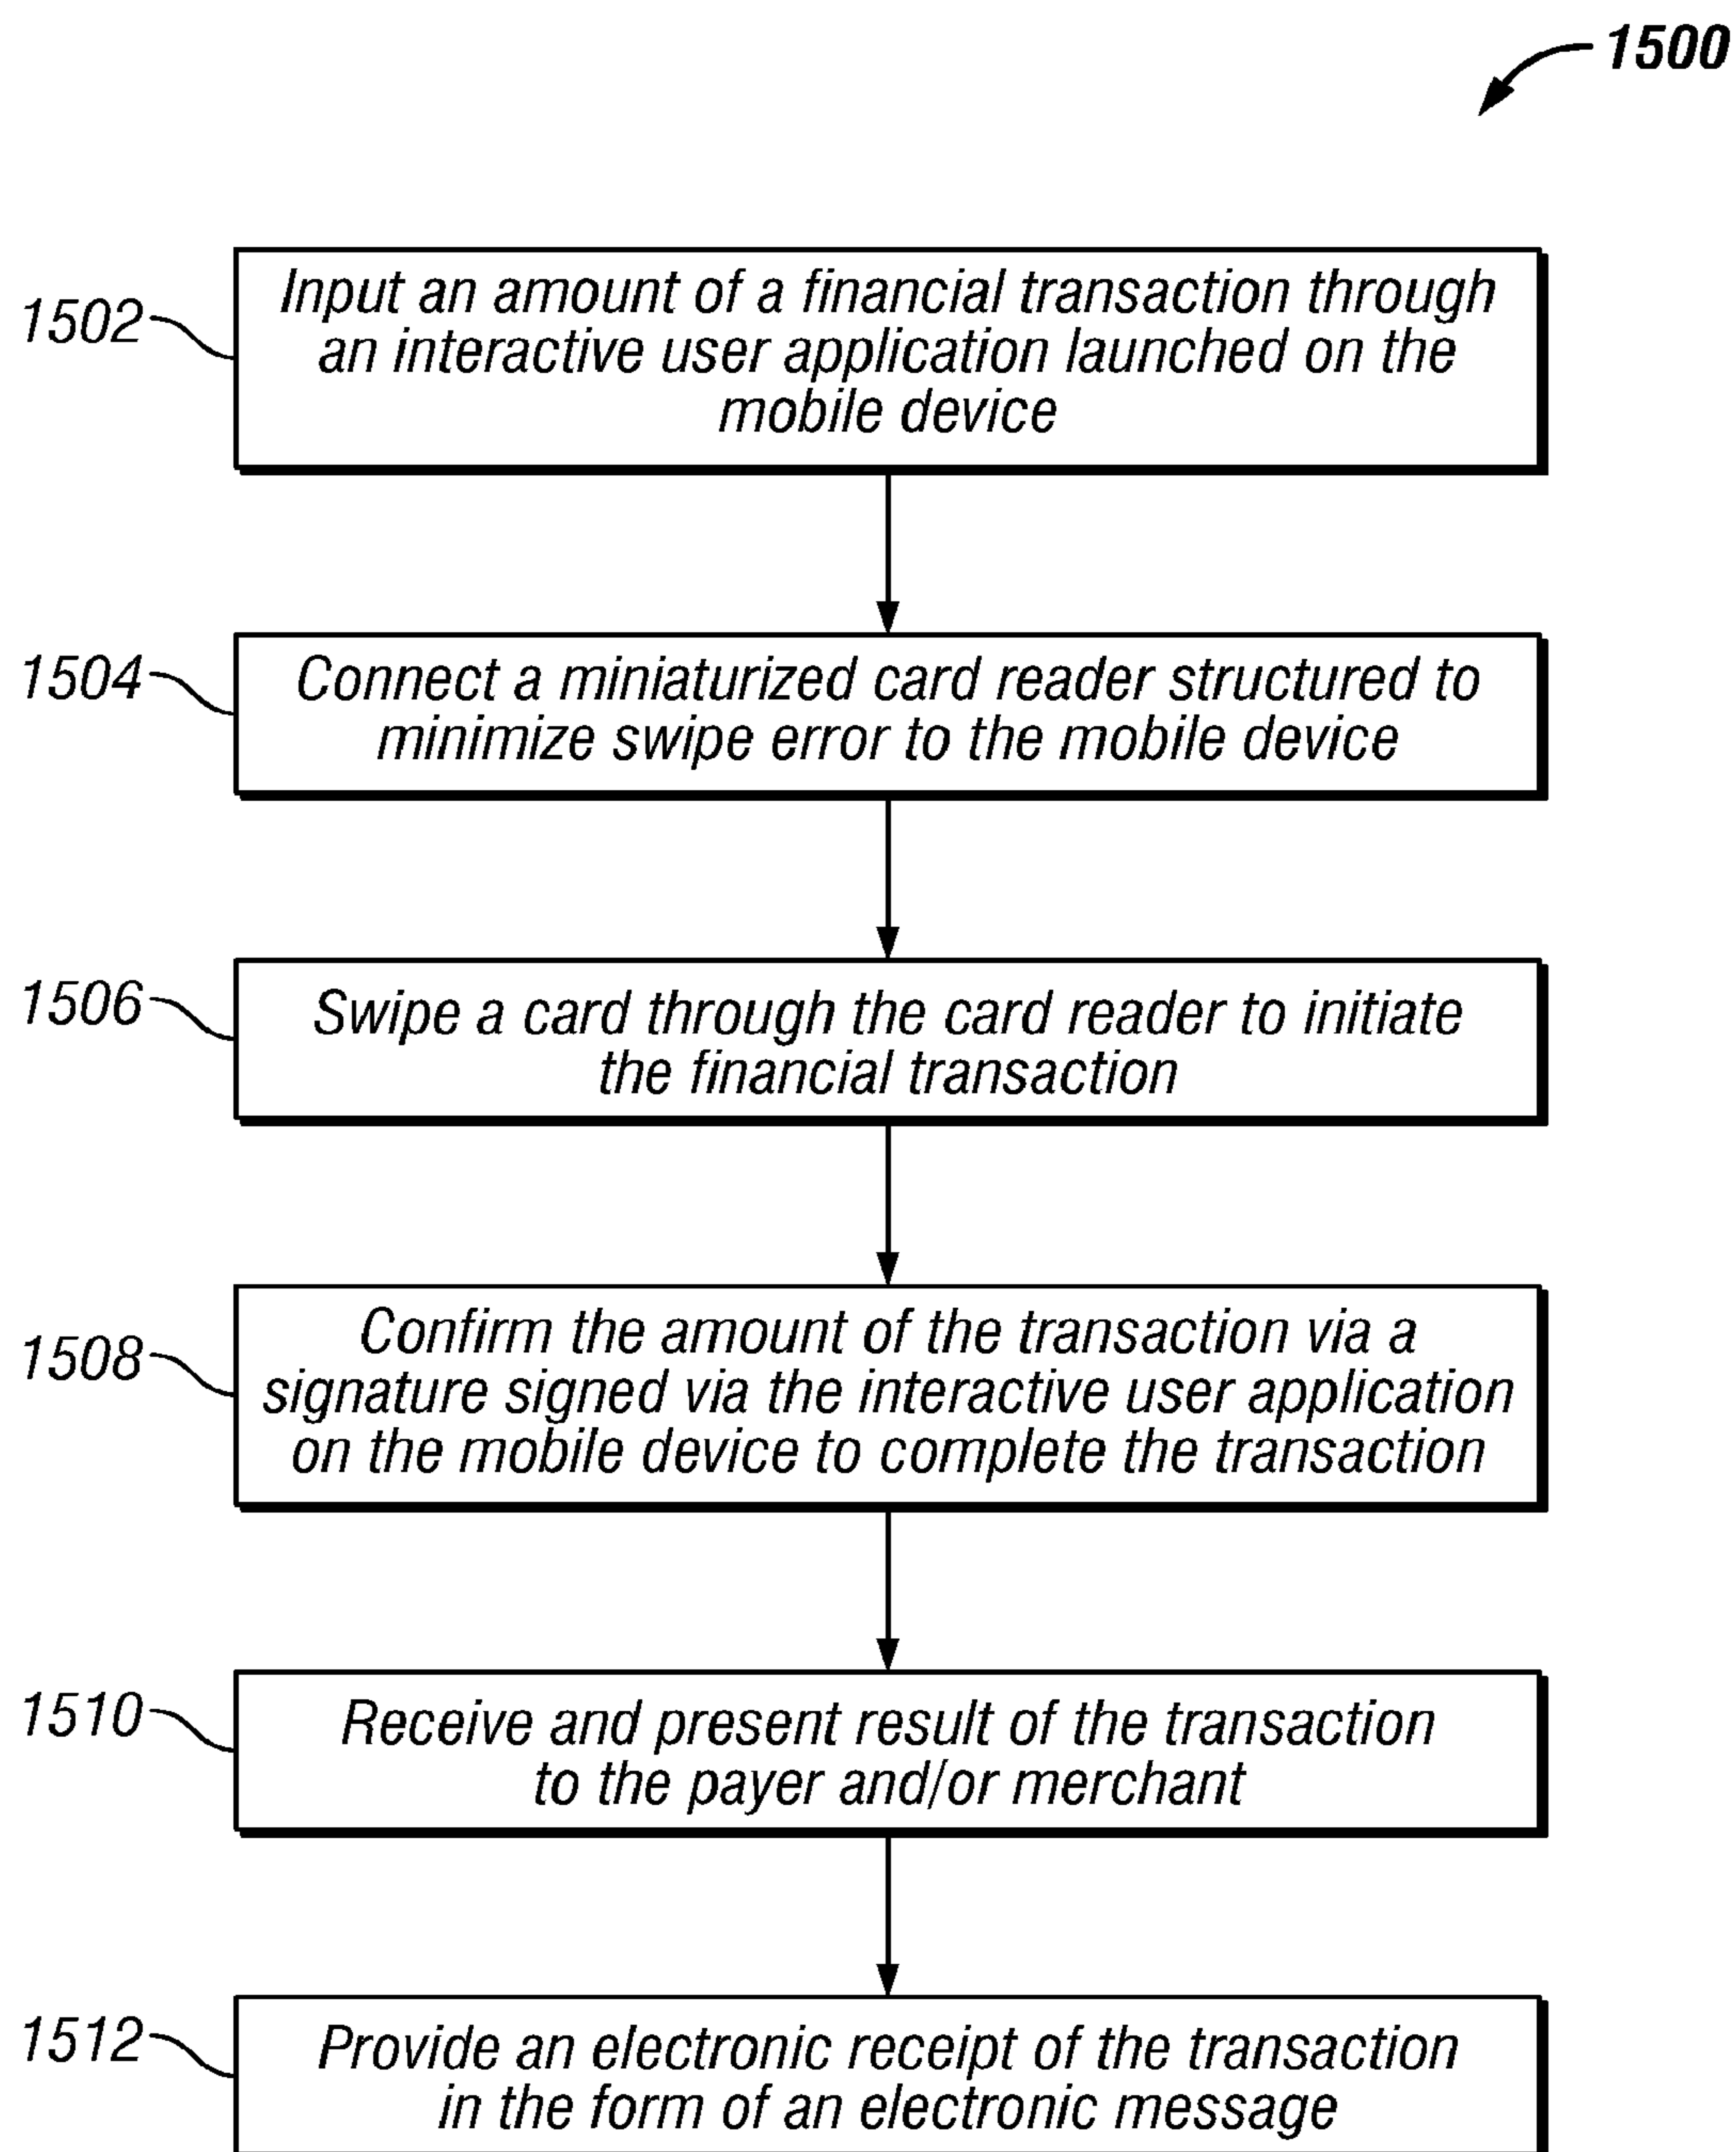 1500
1502
Input an amount of a financial transaction through
an interactive user application launched on the
mobile device
1504
Connect a miniaturized card reader structured to
minimize swipe error to the mobile device
1506
Swipe a card through the card reader to initiate
the financial transaction
1508
Confirm the amount of the transaction via a
signature signed via the interactive user application
on the mobile device to complete the transaction
1510
Receive and present result of the transaction
to the payer and/or merchant
1512
Provide an electronic receipt of the transaction
in the form of an electronic message